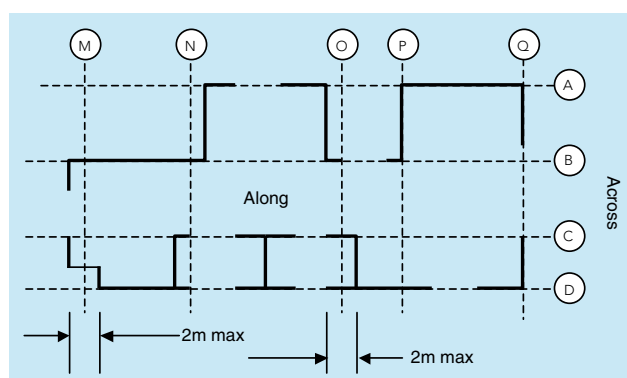 M N O P Q
A
B
Along
Across
C
D
2m max
2m max